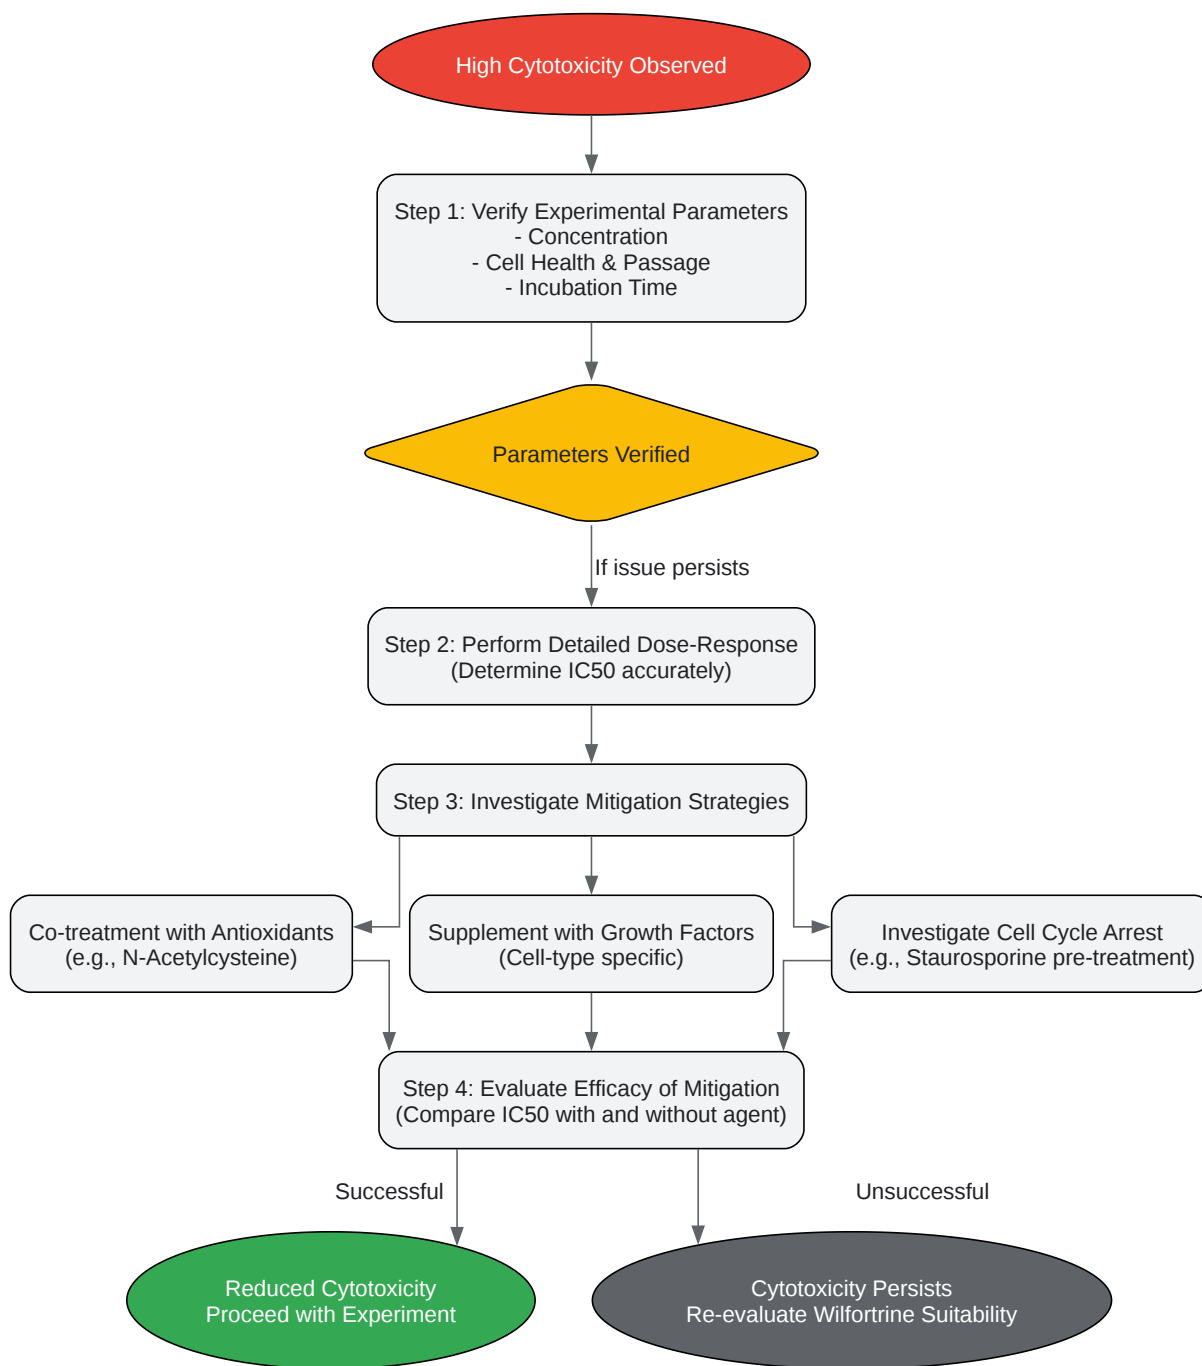 High Cytotoxicity Observed
Step 1: Verify Experimental Parameters
- Concentration
- Cell Health & Passage
- Incubation Time
Parameters Verified
If issue persists
Step 2: Perform Detailed Dose-Response
(Determine IC50 accurately)
Step 3: Investigate Mitigation Strategies
Co-treatment with Antioxidants
(e.g., N-Acetylcysteine)
Supplement with Growth Factors
(Cell-type specific)
Investigate Cell Cycle Arrest
(e.g., Staurosporine pre-treatment)
Step 4: Evaluate Efficacy of Mitigation
(Compare IC50 with and without agent)
Successful
Unsuccessful
Reduced Cytotoxicity
Proceed with Experiment
Cytotoxicity Persists
Re-evaluate Wilfortrine Suitability